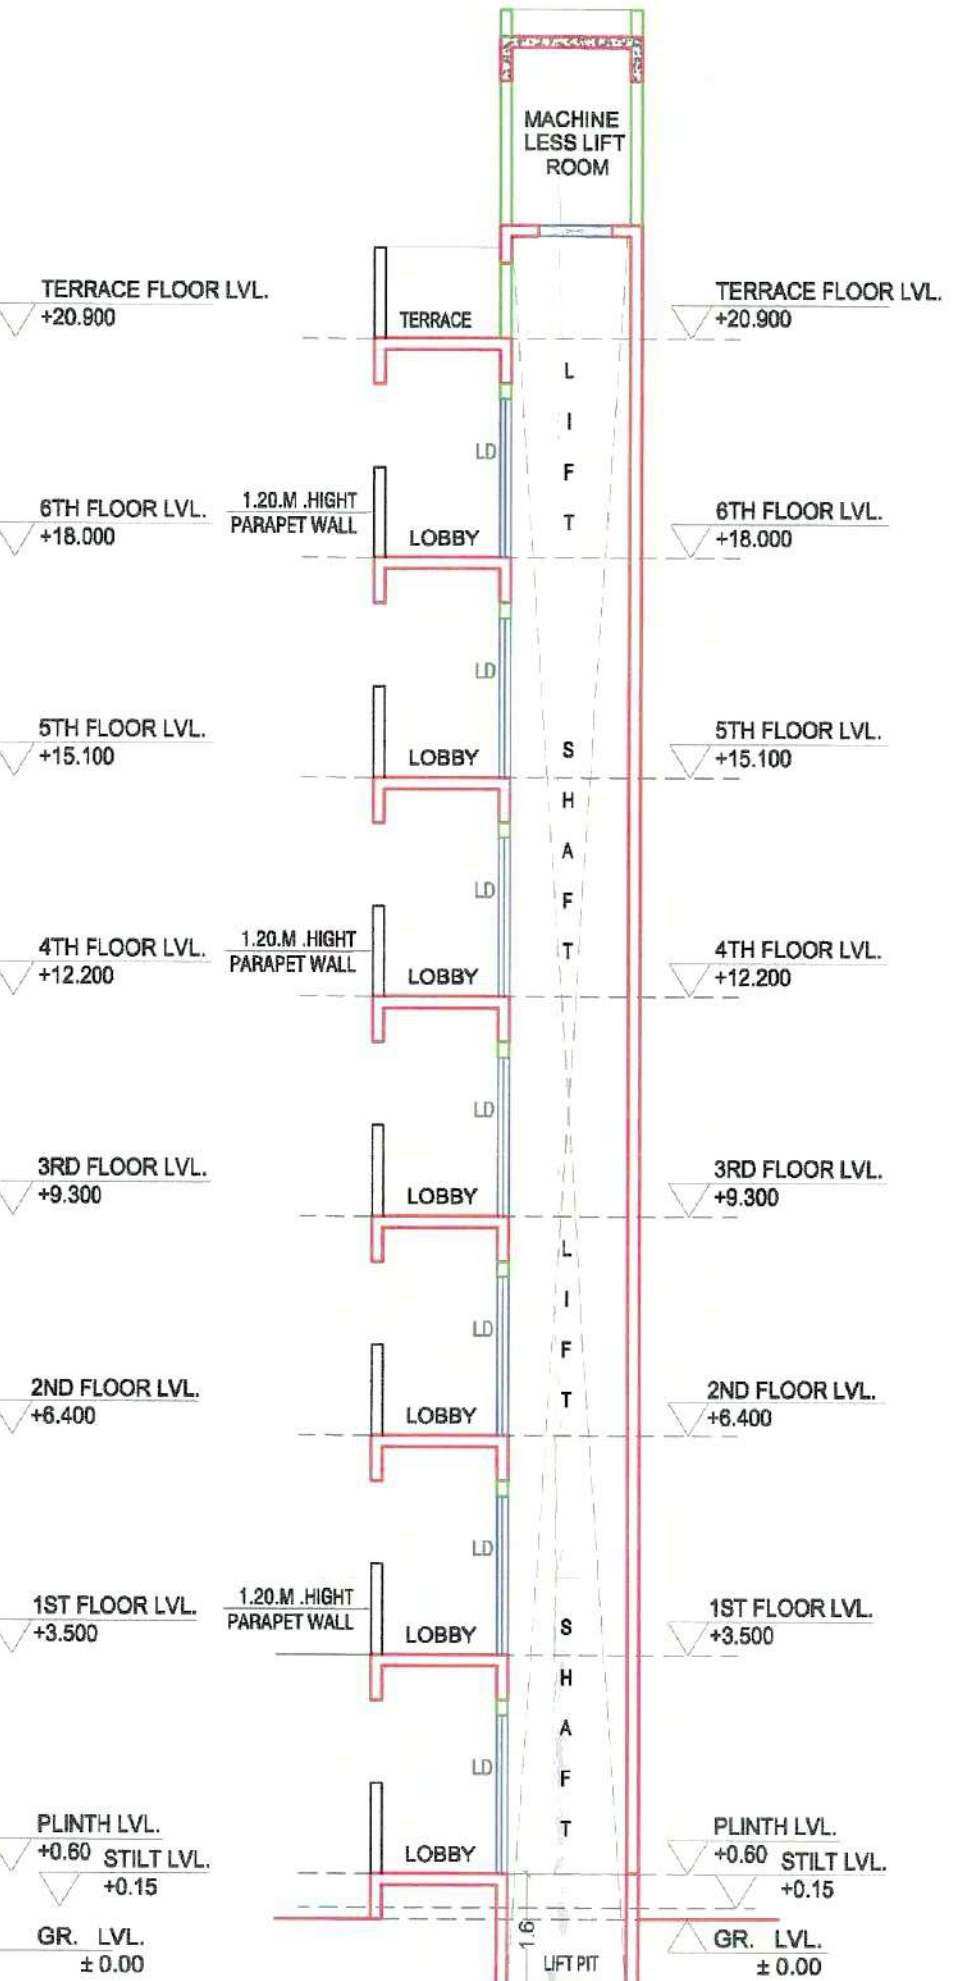 MACHINE
LESS LIFT
ROOM
TERRACE FLOOR LVL.
+20.900
TERRACE
TERRACE FLOOR LVL.
+20.900
L
I
F
T
LD
6TH FLOOR LVL.
+18.000
1.20.M .HIGHT
PARAPET WALL
LOBBY
6TH FLOOR LVL.
+18.000
LD
5TH FLOOR LVL.
+15.100
LOBBY
S
H
A
F
T
5TH FLOOR LVL.
+15.100
LD
4TH FLOOR LVL.
+12.200
1.20.M .HIGHT
PARAPET WALL
LOBBY
4TH FLOOR LVL.
+12.200
LD
3RD FLOOR LVL.
+9.300
LOBBY
3RD FLOOR LVL.
+9.300
L
I
F
T
LD
2ND FLOOR LVL.
+6.400
LOBBY
2ND FLOOR LVL.
+6.400
LD
1ST FLOOR LVL.
+3.500
1.20.M .HIGHT
PARAPET WALL
LOBBY
1ST FLOOR LVL.
+3.500
S
H
A
F
T
LD
PLINTH LVL.
+0.60
STILT LVL.
+0.15
LOBBY
PLINTH LVL.
+0.60
STILT LVL.
+0.15
GR. LVL.
± 0.00
1.6
LIFT PIT
GR. LVL.
± 0.00